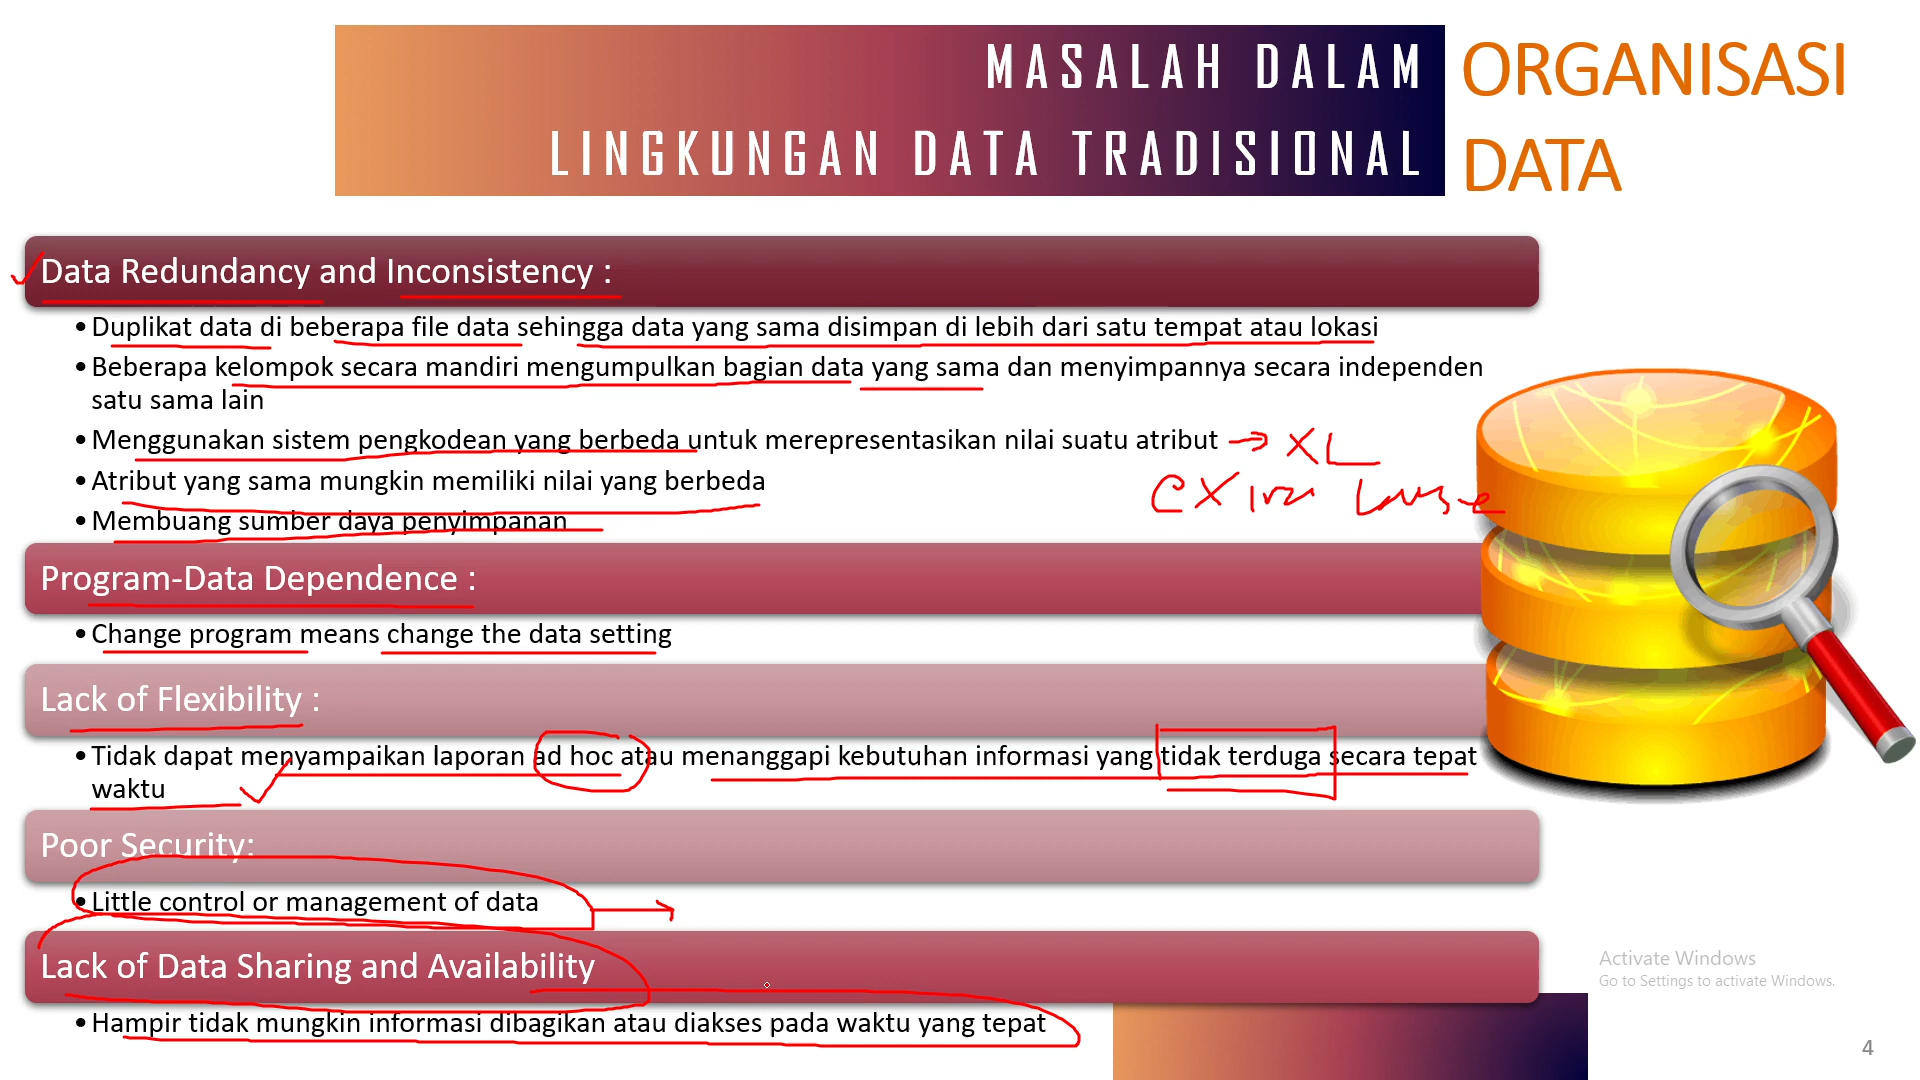 MASALAH DALAM
LINGKUNGAN DATA TRADISIONAL
ORGANISASI
DATA
Data Redundancy and Inconsistency :
•Duplikat data di beberapa file data sehingga data yang sama disimpan di lebih dari satu tempat atau lokasi
•Beberapa kelompok secara mandiri mengumpulkan bagian data yang sama dan menyimpannya secara independen
satu sama lain
•Menggunakan sistem pengkodean yang berbeda untuk merepresentasikan nilai suatu atribut → XL
•Atribut yang sama mungkin memiliki nilai yang berbeda
•Membuang sumber daya penyimpanan
Program-Data Dependence :
•Change program means change the data setting
Lack of Flexibility :
•Tidak dapat menyampaikan laporan ad hoc atau menanggapi kebutuhan informasi yang tidak terduga secara tepat
waktu
Poor Security:
•Little control or management of data
Lack of Data Sharing and Availability
•Hampir tidak mungkin informasi dibagikan atau diakses pada waktu yang tepat
Activate Windows
Go to Settings to activate Windows.
4